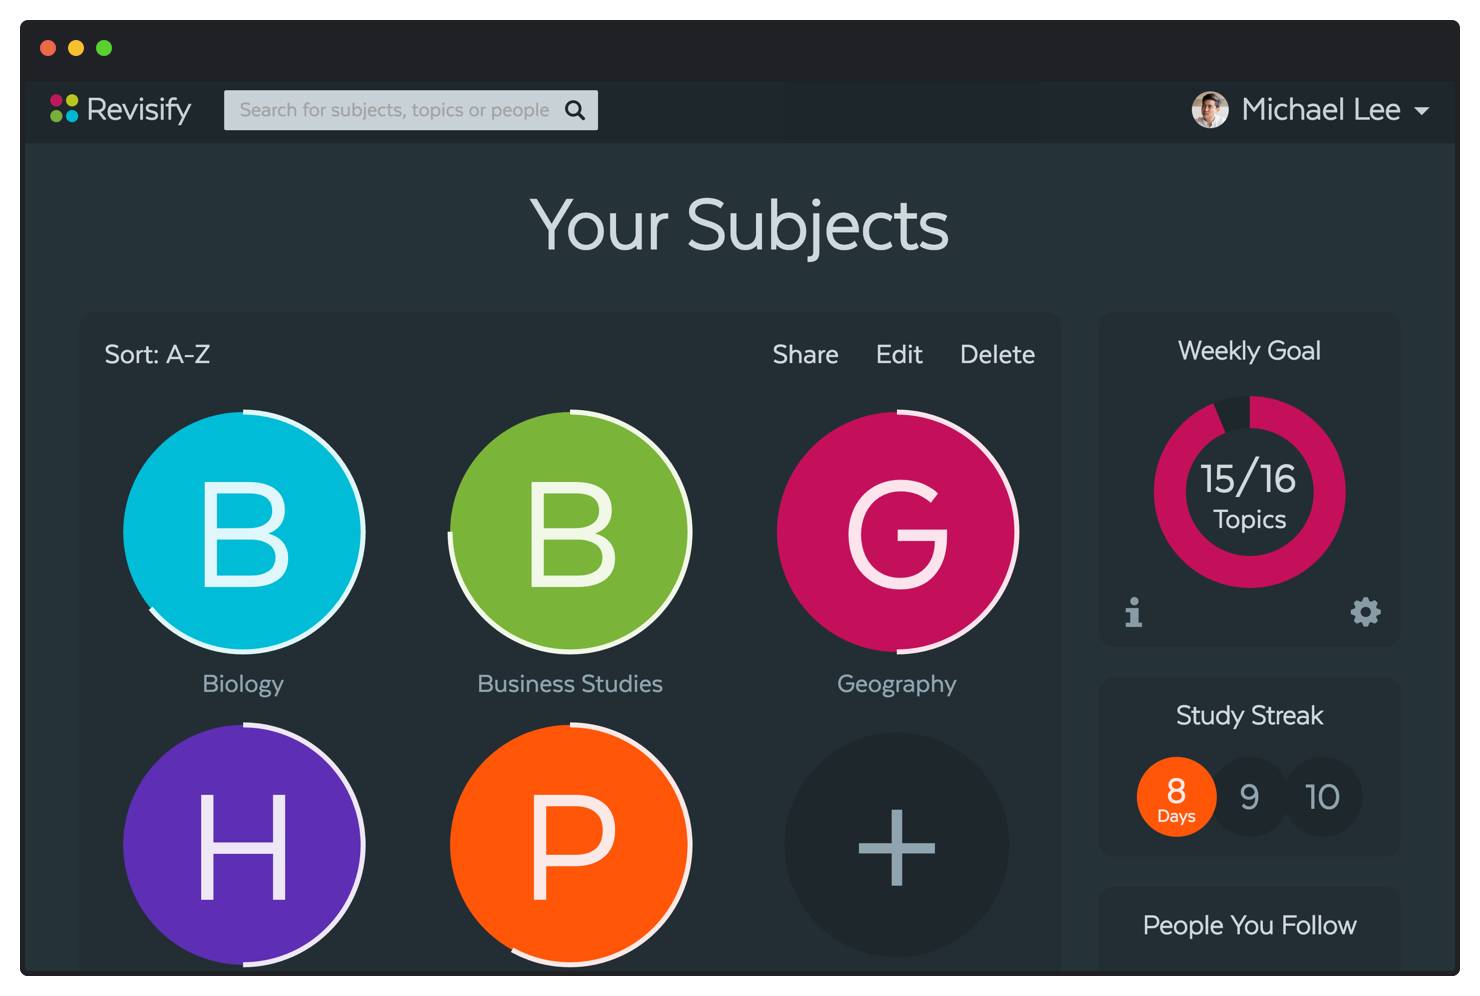 Revisify
Search for subjects, topics or people
Michael Lee
Your Subjects
Sort: A-Z
Share Edit Delete
Weekly Goal
15/16
Topics
B B G
Biology Business Studies Geography
Study Streak
8 9 10
Days
H P +
People You Follow